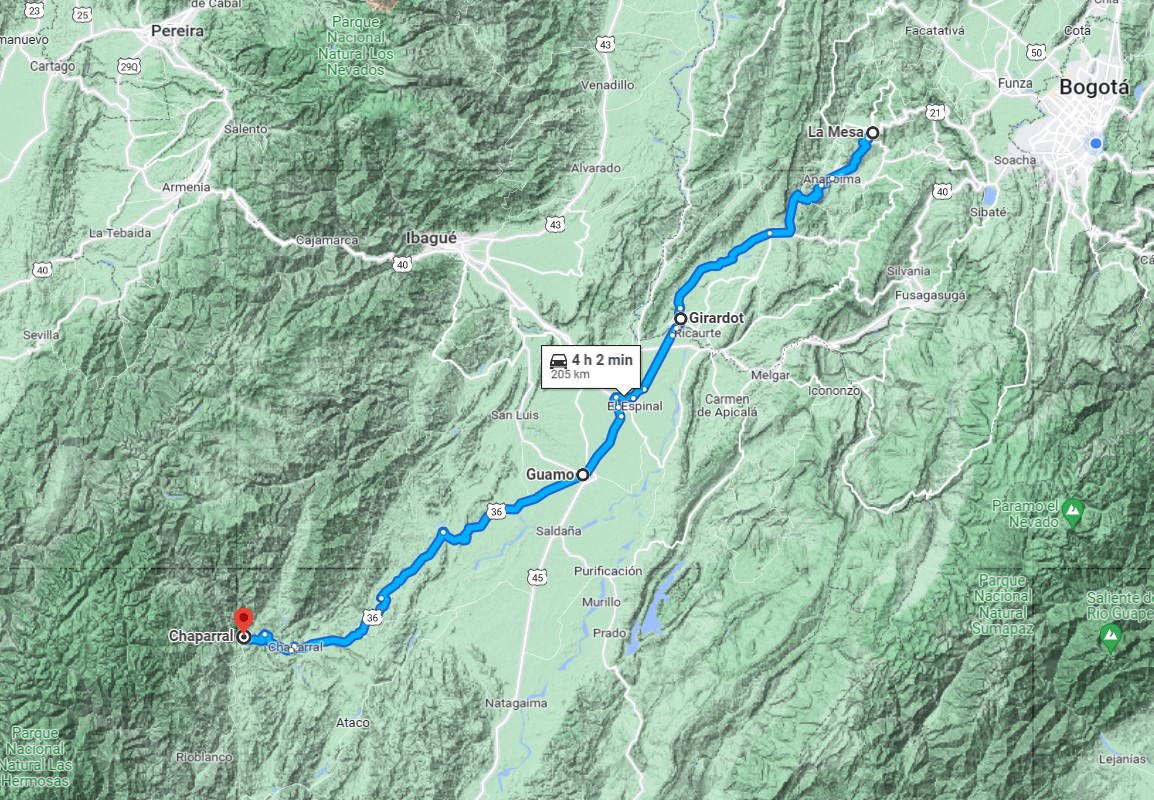 23
25
de Cabal
Pereira
Parque
Nacional
Natural Los
Nevados
43
Facatativá
Cota
50
manuevo
Cartago
290
Venadillo
Funza
Bogotá
21
Salento
La Mesa
Soacha
Alvarado
Anapoima
Armenia
40
Sibaté
La Tebaida
43
Cajamarca
Ibagué
40
40
Silvania
Fusagasugá
Girardot
Ricaurte
Sevilla
4 h 2 min
205 km
Melgar
Icononzo
El Espinal
Carmen
de Apicalá
San Luis
Guamo
36
Paramo el
Nevado
Saldaña
45
Purificación
Parque
Nacional
Natural
Sumapaz
Murillo
Saliente d
Rio Guape
36
Prado
Chaparral
Chaparral
Natagaima
Ataco
Parque
Nacional
Natural Las
Hermosas
Rioblanco
Lejanías